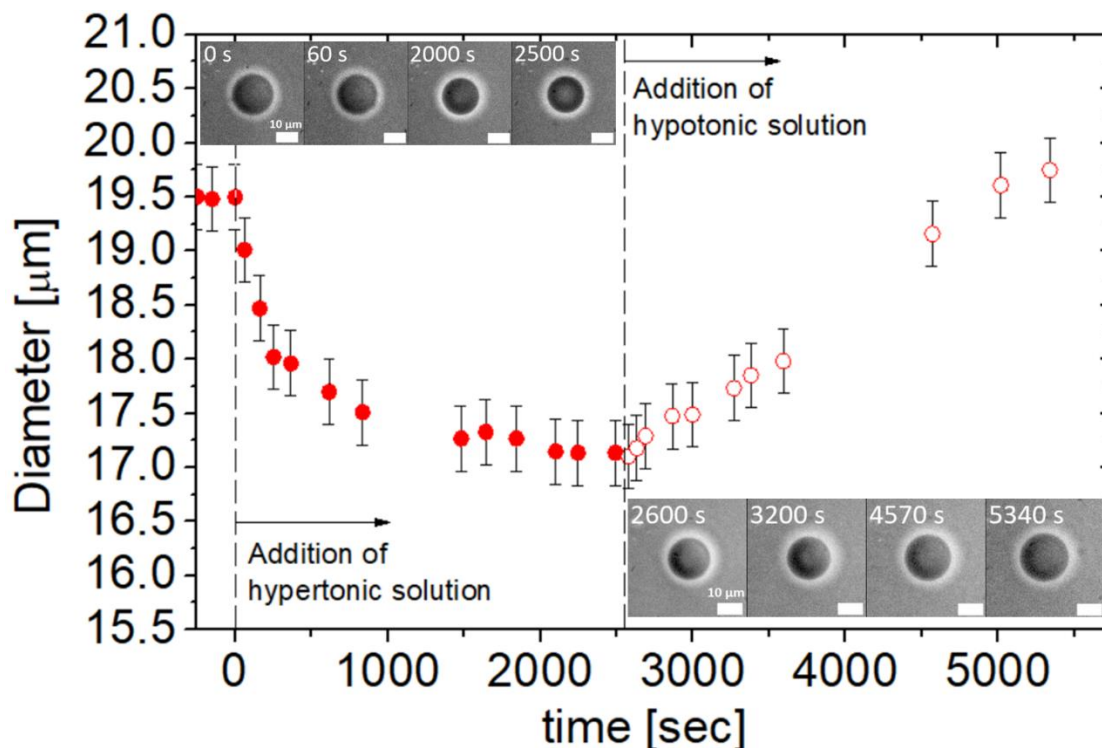 21.0
20.5
20.0
19.5
19.0
18.5
18.0
17.5
17.0
16.5
16.0
15.5
Diameter [μm]
0 s 60 s 2000 s 2500 s
10 μm
Addition of
hypotonic solution
Addition of
hypertonic solution
2600 s 3200 s 4570 s 5340 s
10 μm
0 1000 2000 3000 4000 5000
time [sec]